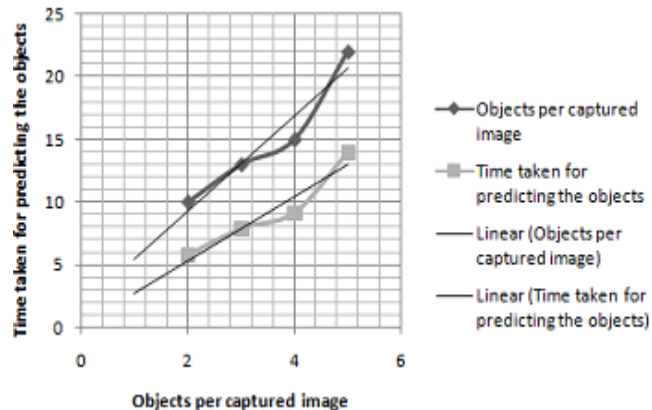 Time taken for predicting the objects
25
20
15
10
5
0
0 2 4 6
Objects per captured image
Objects per captured
image
Time taken for
predicting the objects
Linear (Objects per
captured image)
Linear (Time taken for
predicting the objects)